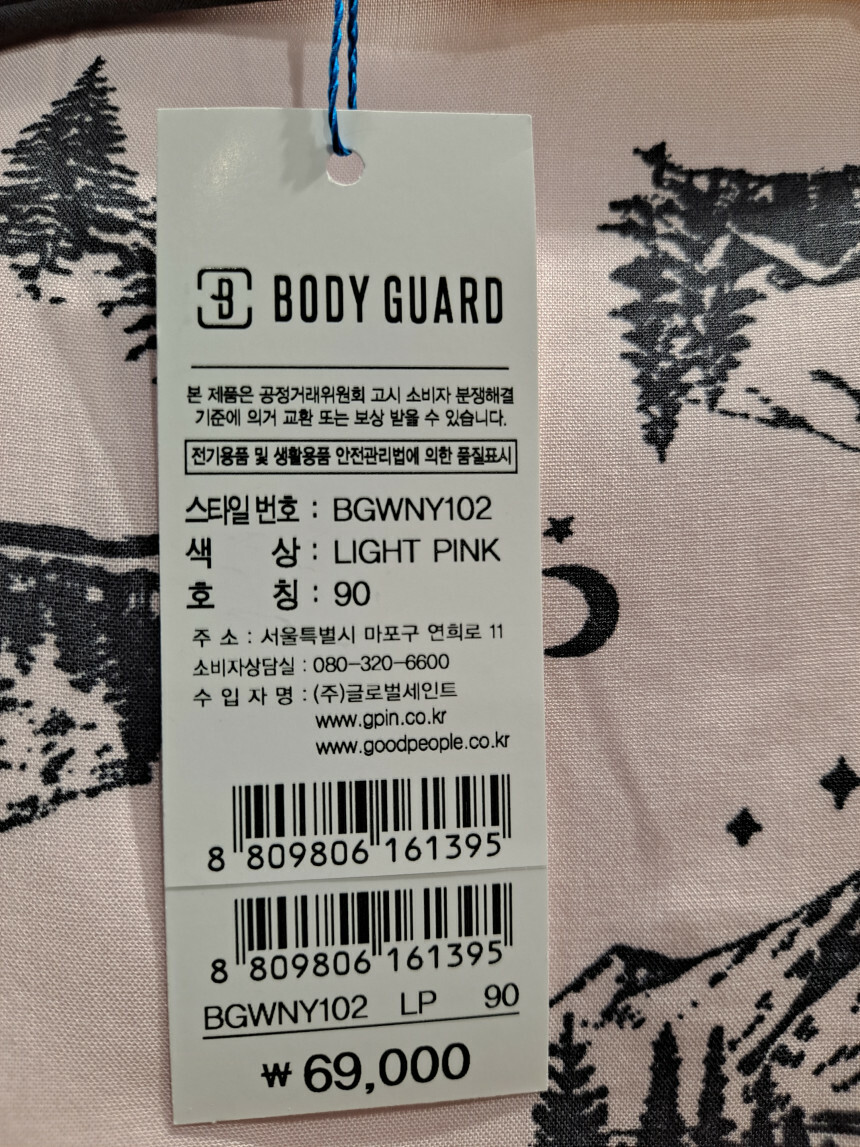 B BODY GUARD
본 제품은 공정거래위원회 고시 소비자 분쟁해결
기준에 의거 교환 또는 보상 받을 수 있습니다.
전기용품 및 생활용품 안전관리법에 의한 품질표시
스타일 번호 : BGWNY102
색 상 : LIGHT PINK
호 칭 : 90
주 소 : 서울특별시 마포구 연희로 11
소비자상담실 : 080-320-6600
수 입 자 명 : (주)글로벌세인트
www.gpin.co.kr
www.goodpeople.co.kr
8 809806 161395
8 809806 161395
BGWNY102 LP 90
₩ 69,000